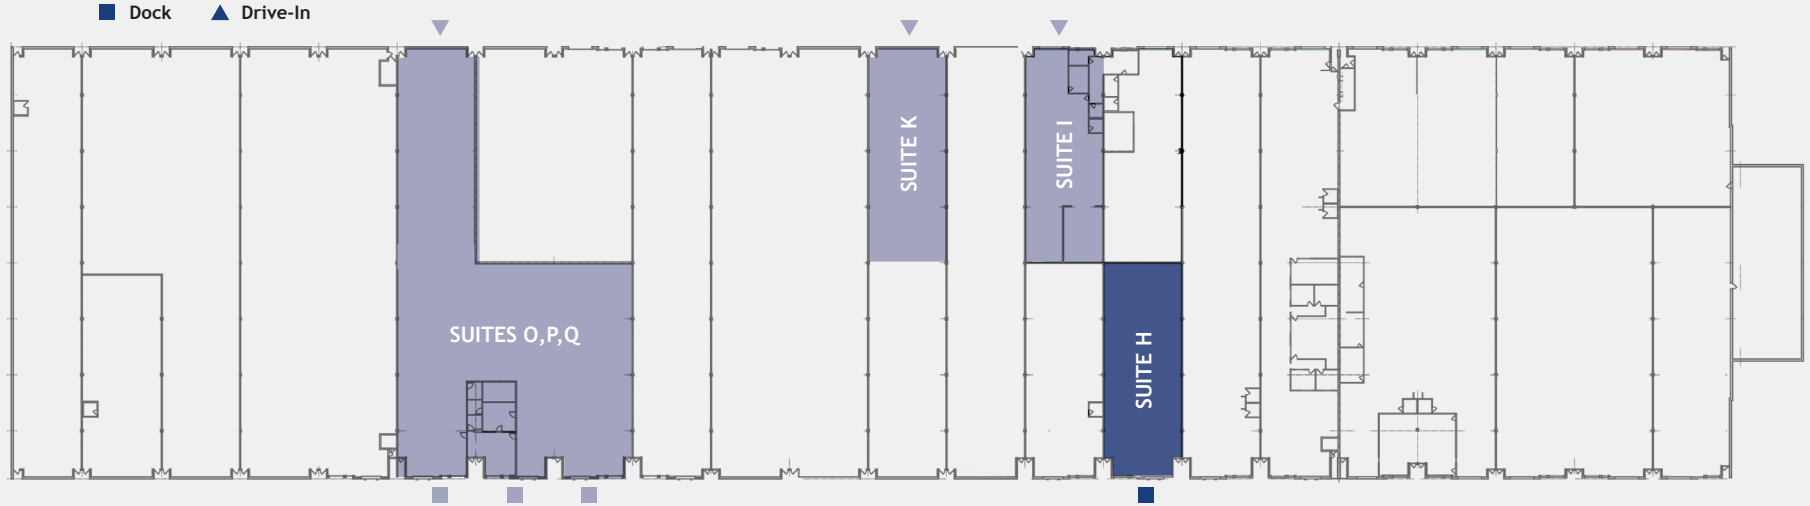 Dock
Drive-In
SUITE K
SUITE I
SUITES O,P,Q
SUITE H